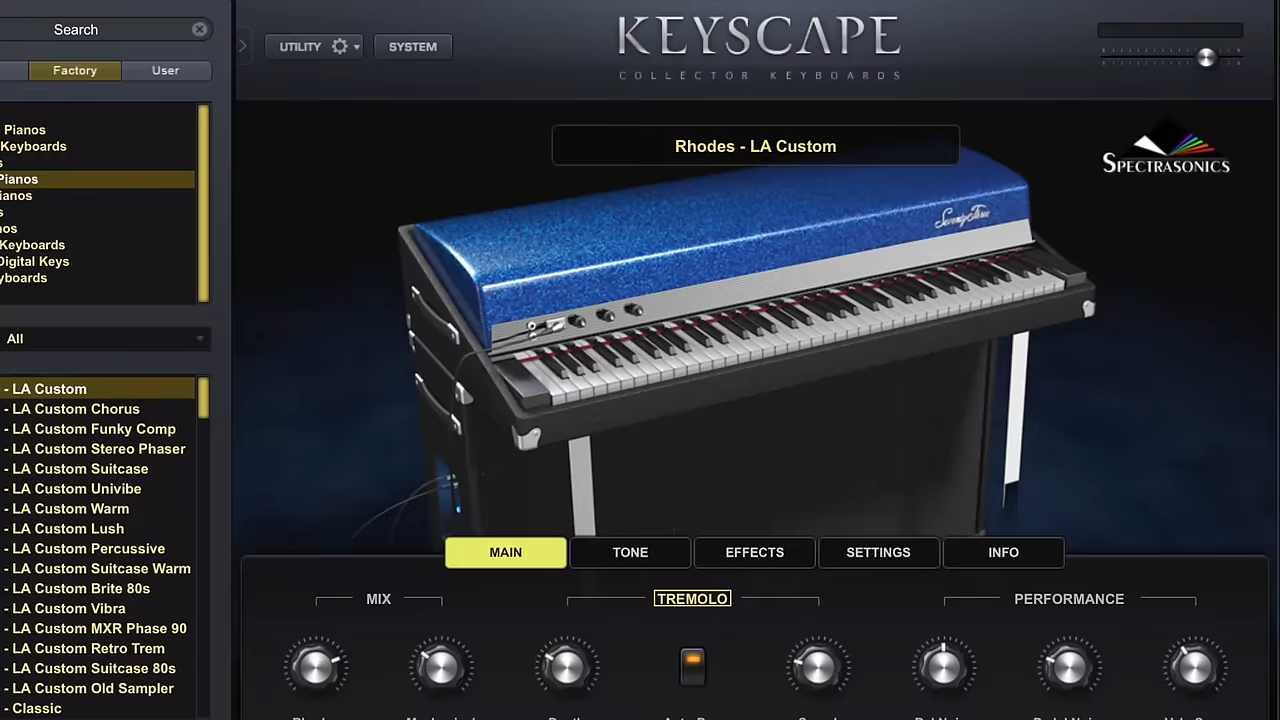 Search
UTILITY
SYSTEM
KEYSCAPE
COLLECTOR KEYBOARDS
Factory
User
Rhodes - LA Custom
SPECTRASONICS
Seventy Three
Pianos
Keyboards
Pianos
Keyboards
Digital Keys
All
- LA Custom
- LA Custom Chorus
- LA Custom Funky Comp
- LA Custom Stereo Phaser
- LA Custom Suitcase
- LA Custom Univibe
- LA Custom Warm
- LA Custom Lush
- LA Custom Percussive
- LA Custom Suitcase Warm
- LA Custom Brite 80s
- LA Custom Vibra
- LA Custom MXR Phase 90
- LA Custom Retro Trem
- LA Custom Suitcase 80s
- LA Custom Old Sampler
- Classic
MAIN
TONE
EFFECTS
SETTINGS
INFO
MIX
TREMOLO
PERFORMANCE